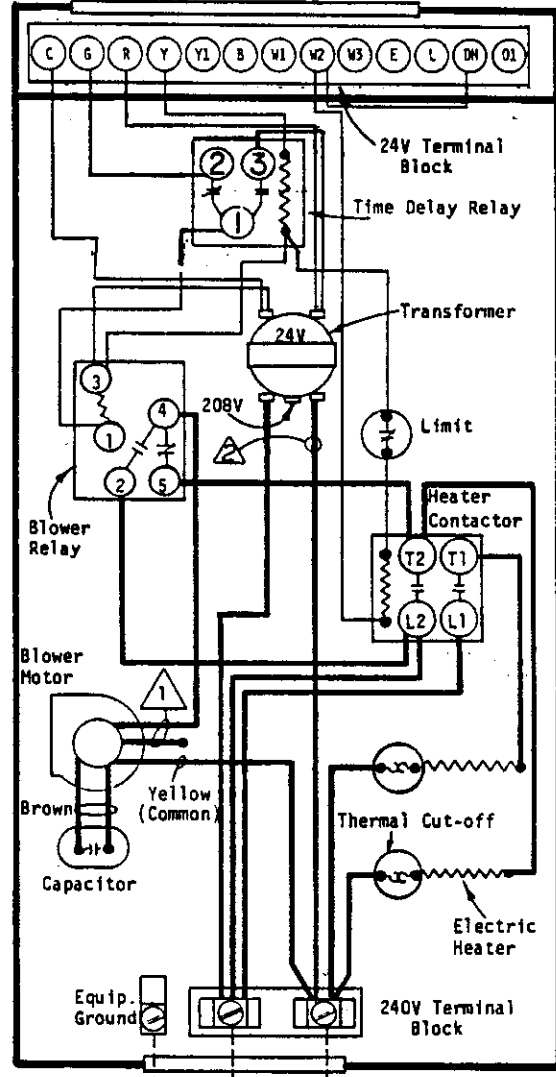 C G R Y Y1 B W1 W2 W3 E L DH O1
24V Terminal
Block
2 3
1
Time Delay Relay
Transformer
24V
3
208V
4
Limit
1
2
2 5
Heater
Contactor
Blower
Relay
T2 T1
L2 L1
Blower
Motor
1
Yellow
(Common)
Brown
Thermal Cut-off
Capacitor
Electric
Heater
Equip.
Ground
240V Terminal
Block